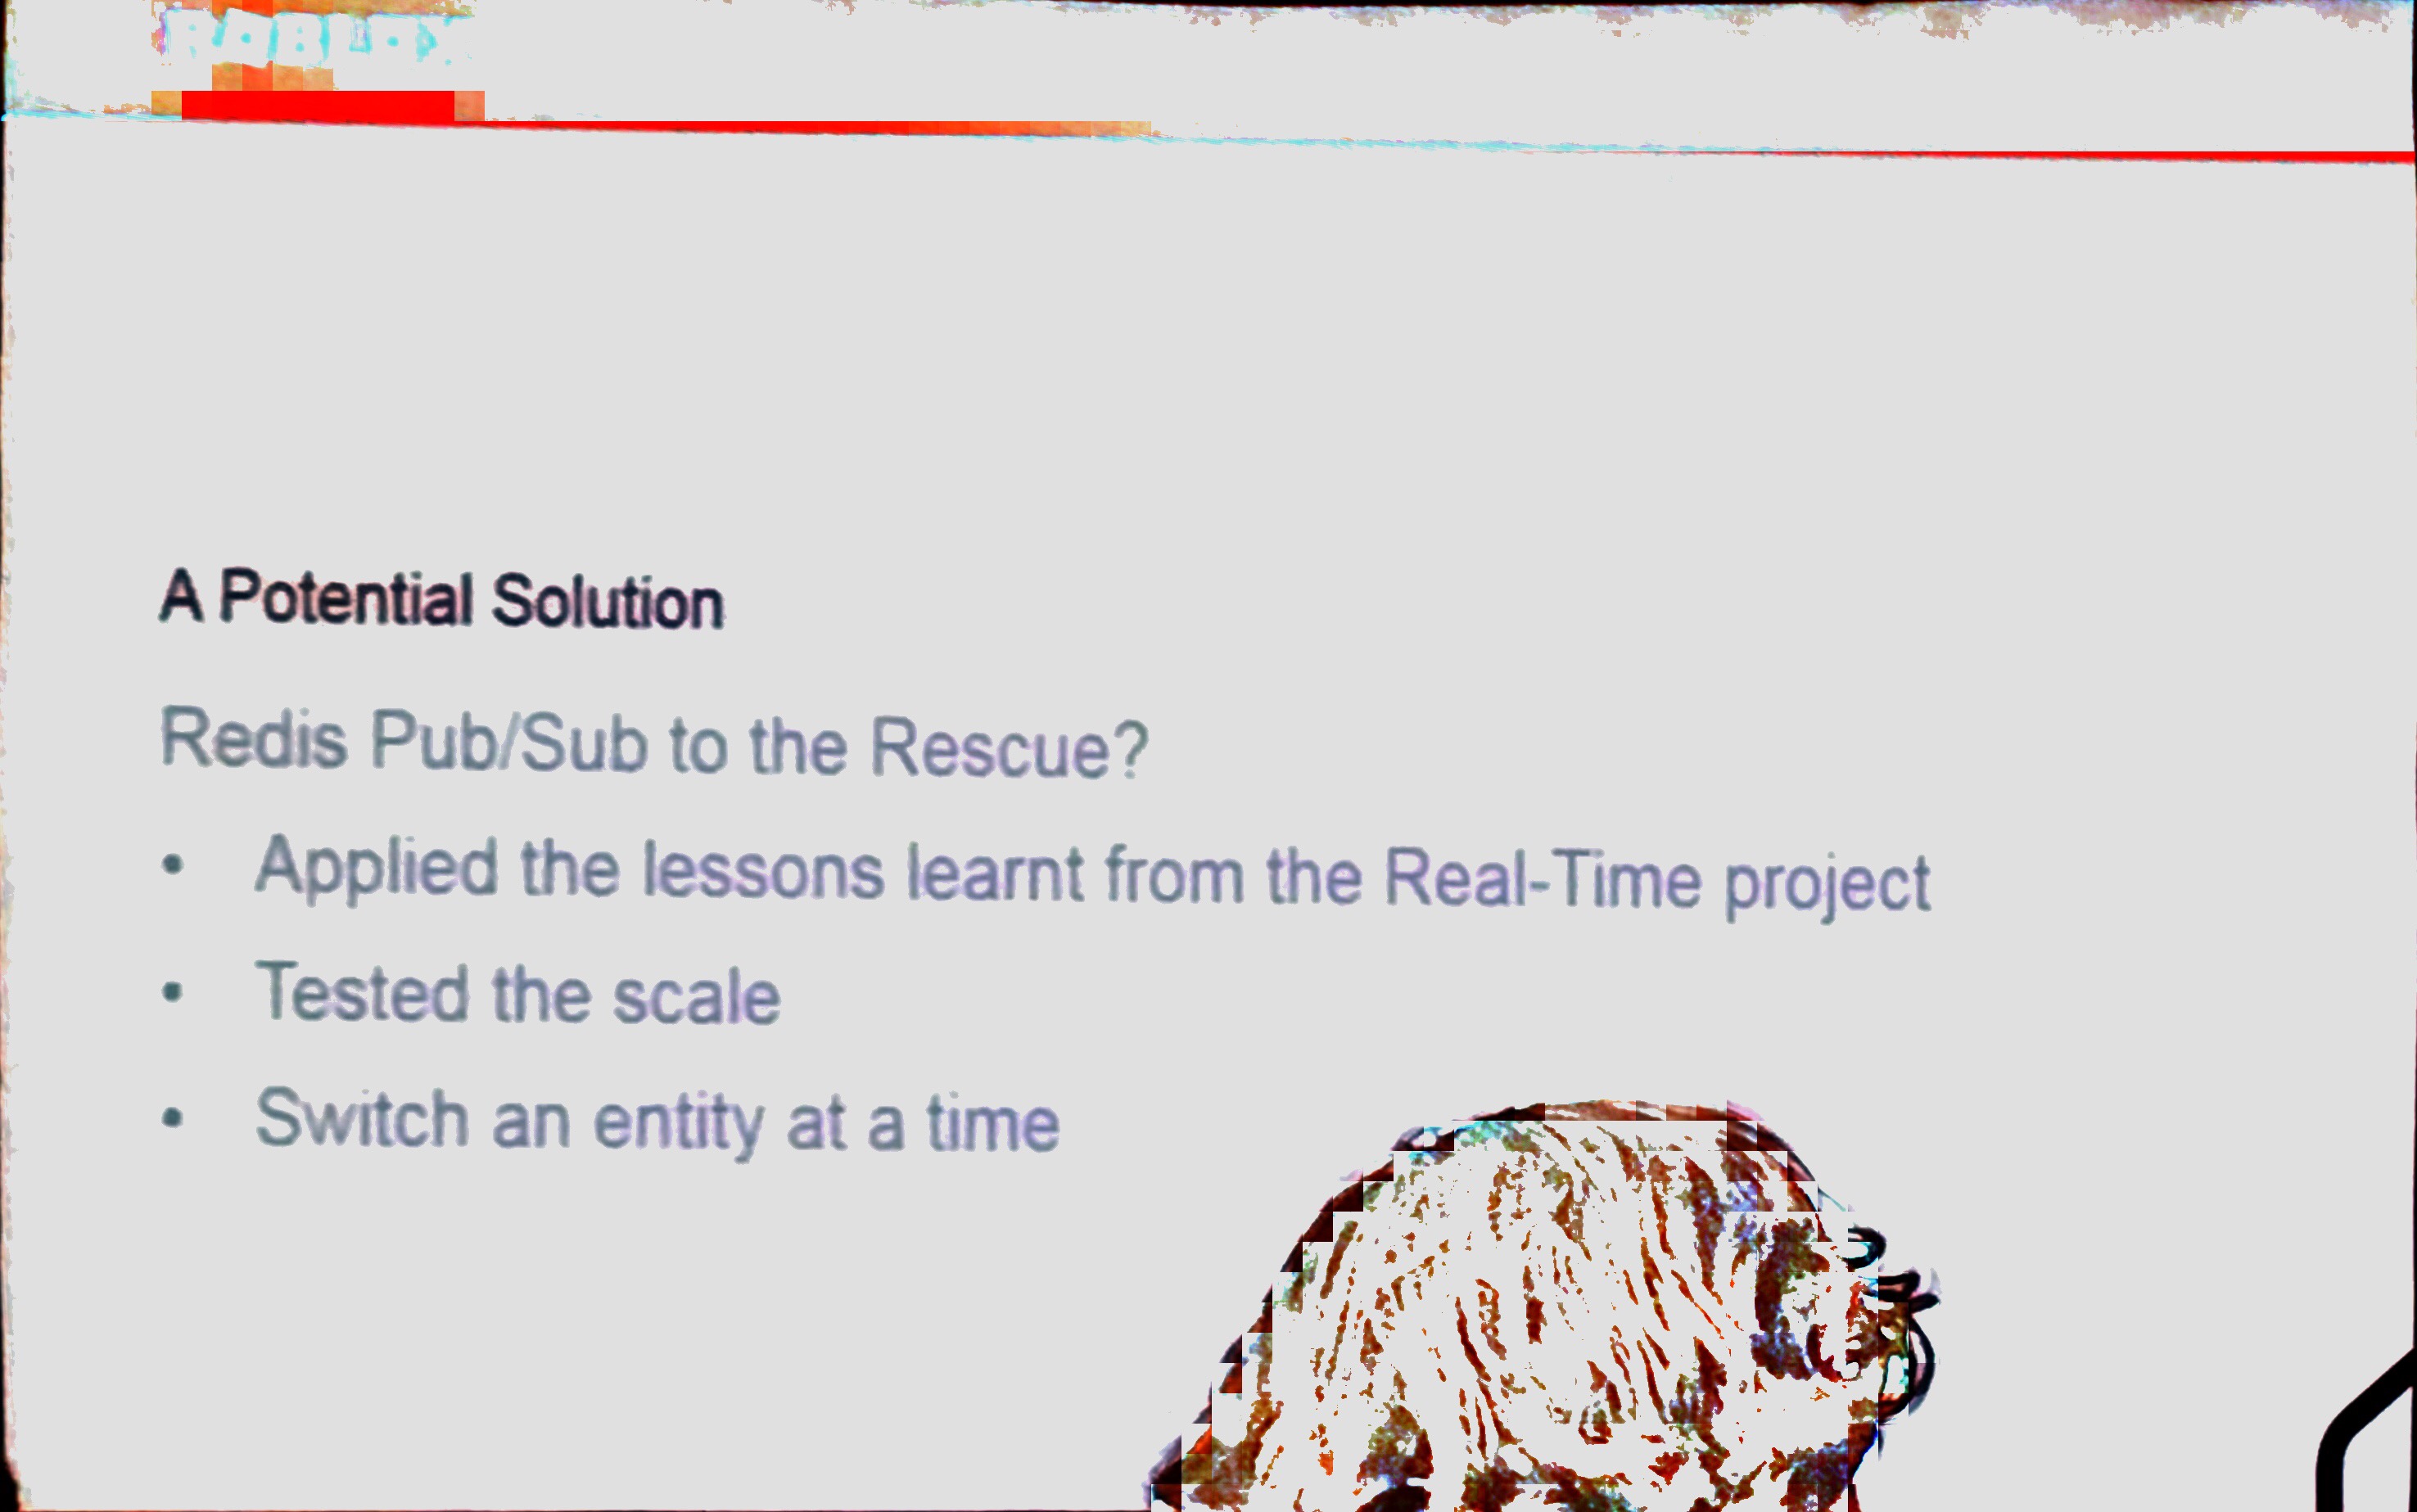 ROBLOX
A Potential Solution
Redis Pub/Sub to the Rescue?
• Applied the lessons learnt from the Real-Time project
• Tested the scale
• Switch an entity at a time